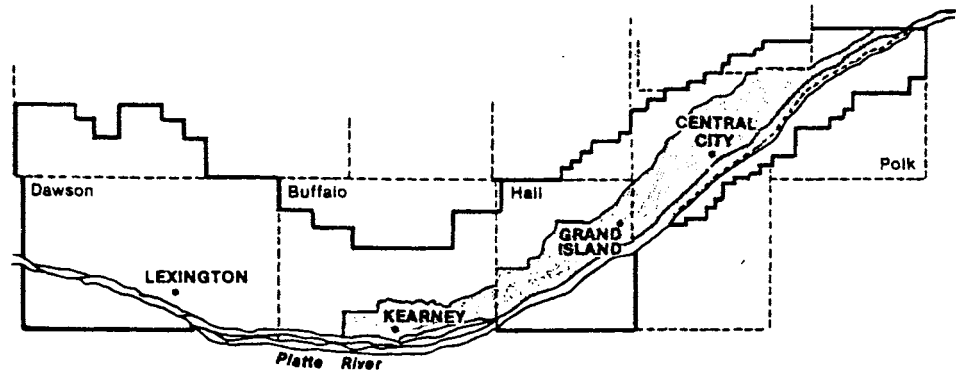 CENTRAL
CITY
Polk
Dawson
Buffalo
Hall
GRAND
ISLAND
LEXINGTON
KEARNEY
Platte River